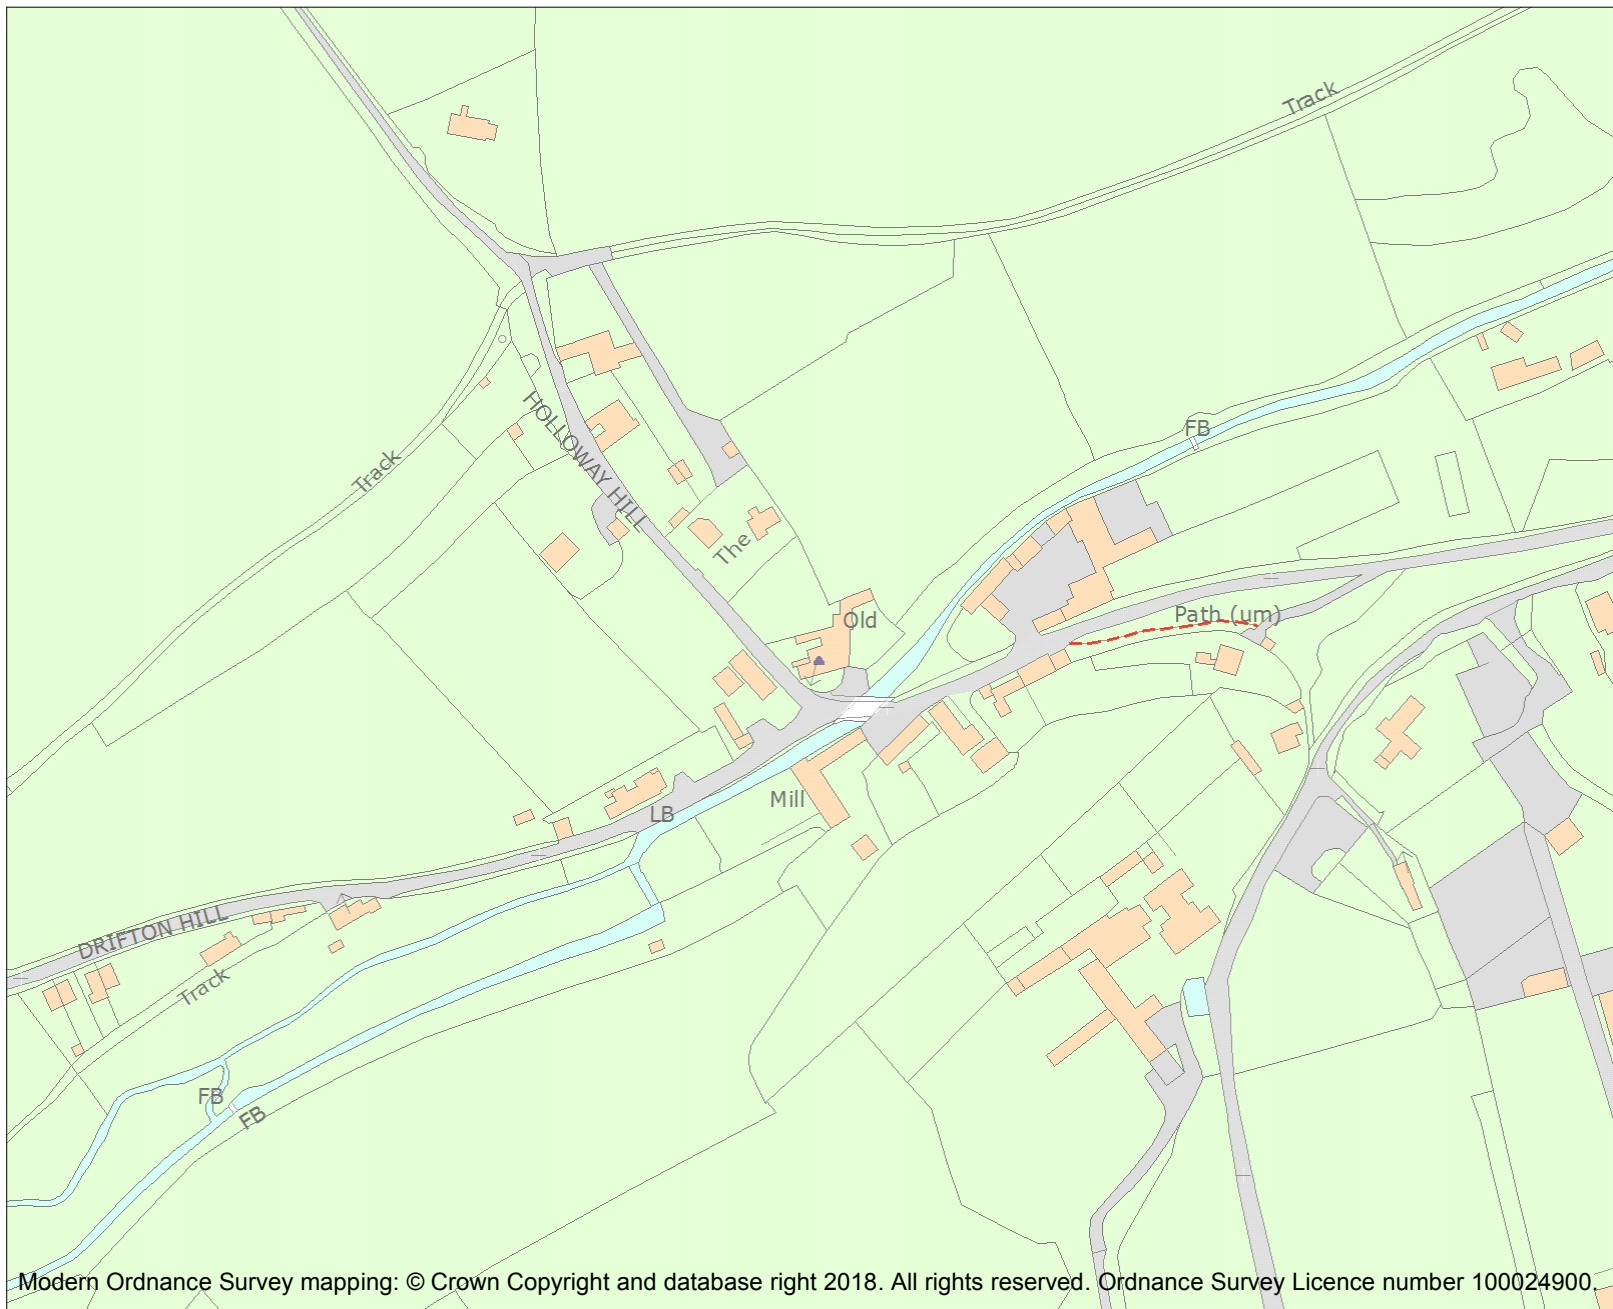 Track
FB
HOLLOWAY HILL
Track
The
Path (um)
Old
Mill
LB
DRIFTON HILL
Track
FB
FB
Modern Ordnance Survey mapping: © Crown Copyright and database right 2018. All rights reserved. Ordnance Survey Licence number 100024900.